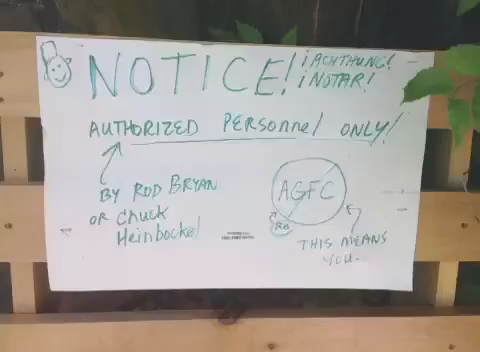 NOTICE!
¡ACHTUNG!
¡NOTAR!
AUTHORIZED PERSONNEL ONLY!
BY ROD BRYAN
OR Chuck
Heinbockel
AGFC
RB
THIS MEANS
YOU-